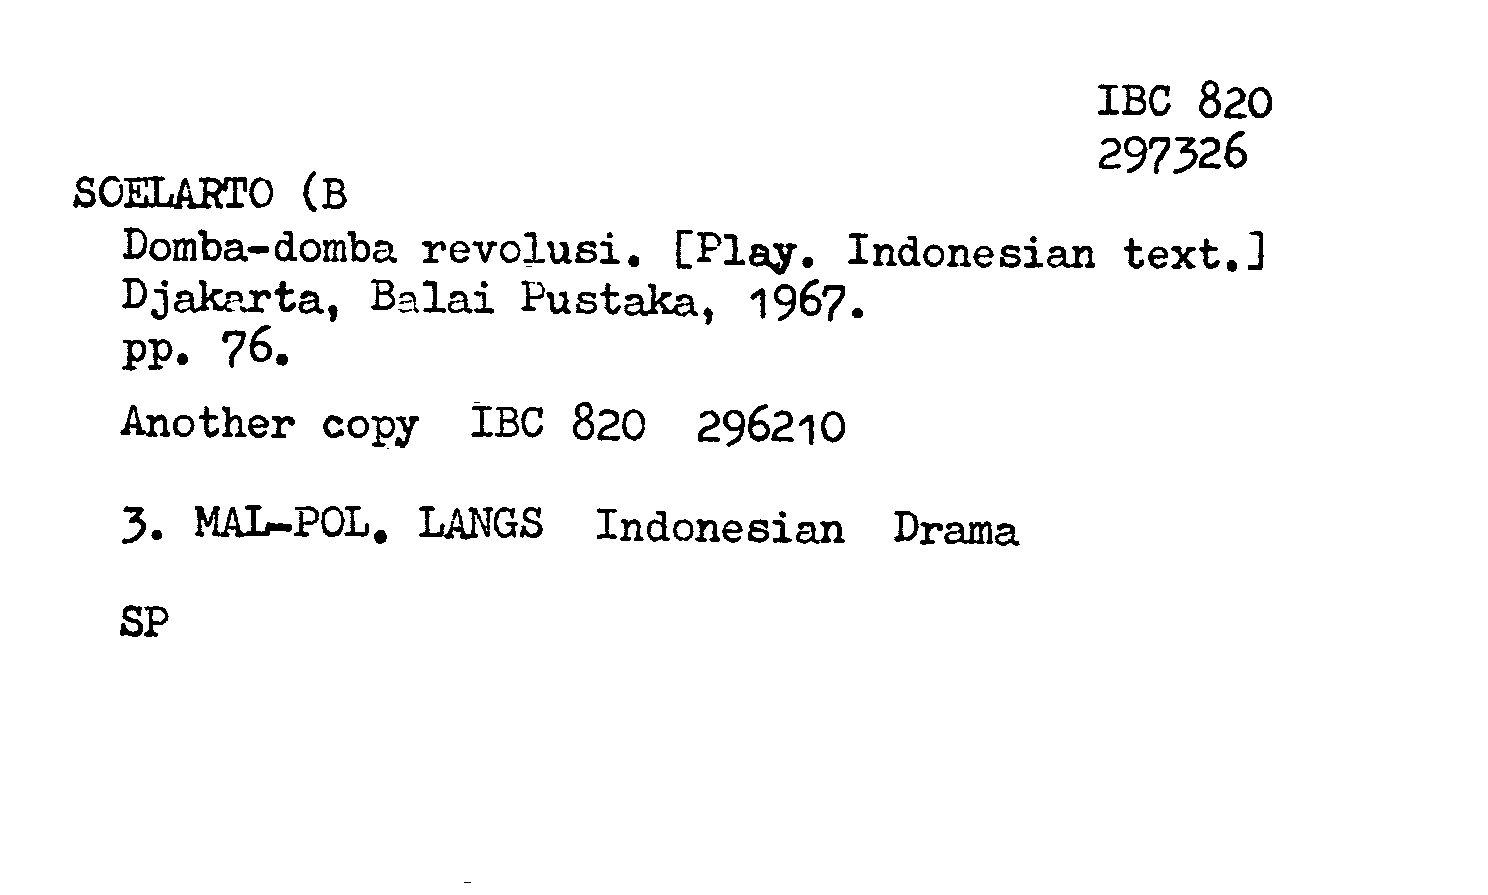 IBC 820
297326
SOELARTO (B
Domba-domba revolusi. [Play. Indonesian text.]
Djakarta, Balai Pustaka, 1967.
pp. 76.
Another copy IBC 820 296210
3. MAL-POL. LANGS Indonesian Drama
SP